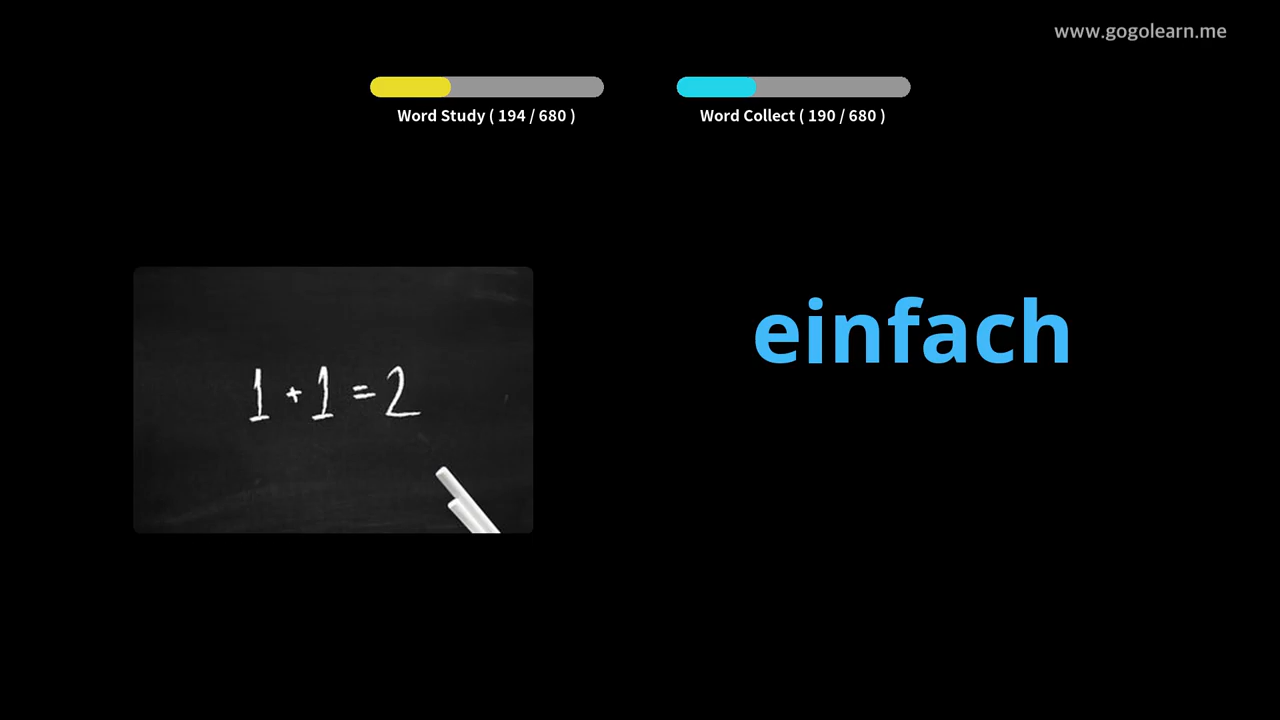 www.gogolearn.me
Word Study ( 194 / 680 )
Word Collect ( 190 / 680 )
einfach
1 + 1 = 2